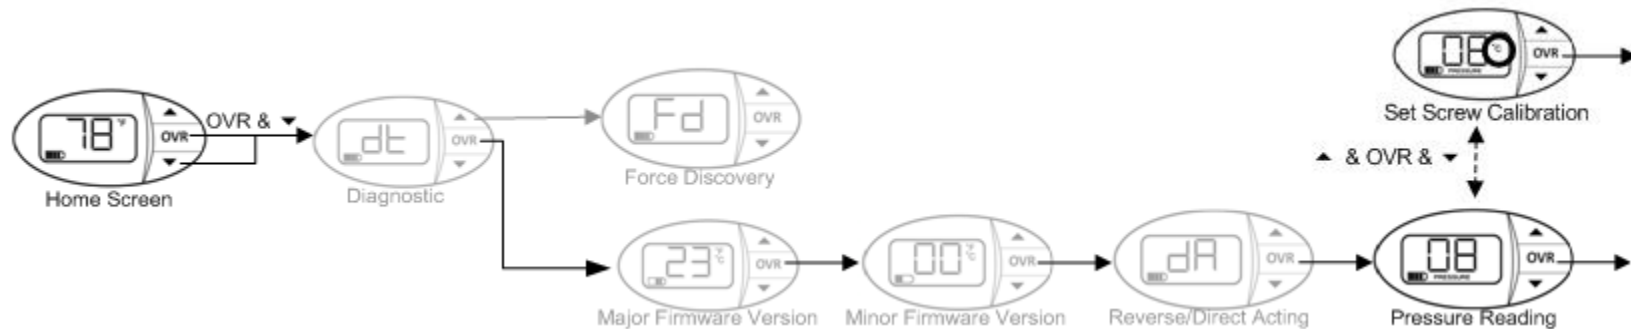 08 °C
PRESSURE
OVR
Set Screw Calibration
▲ & OVR & ▼
78 °F
OVR
OVR & ▼
Home Screen
dt
OVR
Diagnostic
Fd
OVR
Force Discovery
23 °F °C
OVR
Major Firmware Version
00 °F °C
OVR
Minor Firmware Version
dA
OVR
Reverse/Direct Acting
08
PRESSURE
OVR
Pressure Reading